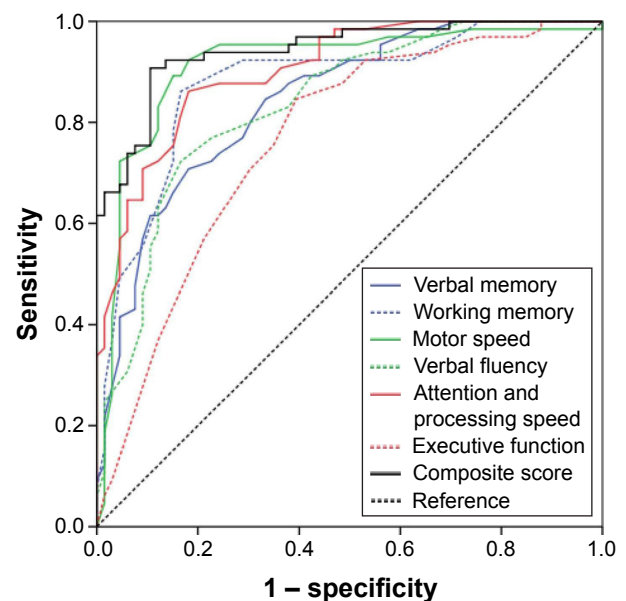 1.0
0.8
0.6
0.4
0.2
0.0
Sensitivity
Verbal memory
Working memory
Motor speed
Verbal fluency
Attention and
processing speed
Executive function
Composite score
Reference
0.0 0.2 0.4 0.6 0.8 1.0
1 – specificity